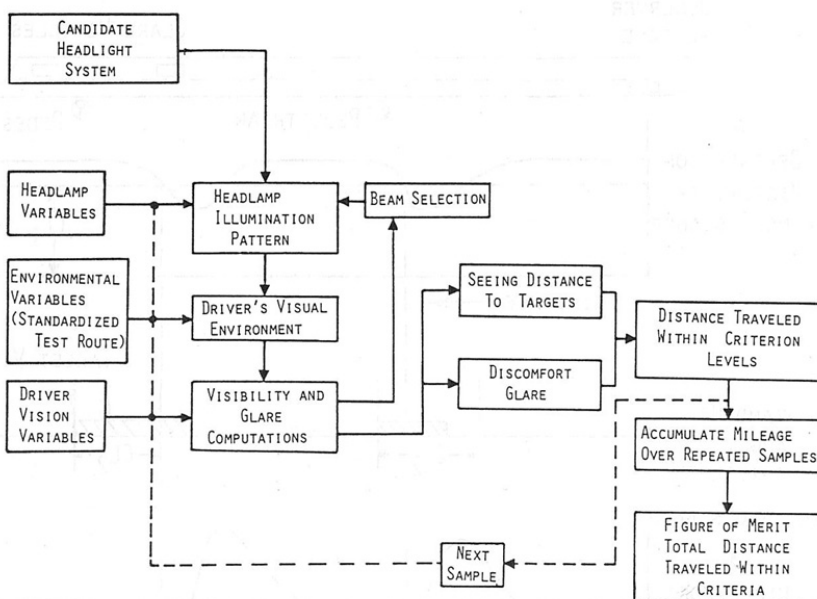 CANDIDATE
HEADLIGHT
SYSTEM
HEADLAMP
VARIABLES
HEADLAMP
ILLUMINATION
PATTERN
BEAM SELECTION
ENVIRONMENTAL
VARIABLES
(STANDARDIZED
TEST ROUTE)
DRIVER'S VISUAL
ENVIRONMENT
SEEING DISTANCE
TO TARGETS
DISTANCE TRAVELED
WITHIN CRITERION
LEVELS
DRIVER
VISION
VARIABLES
VISIBILITY AND
GLARE
COMPUTATIONS
DISCOMFORT
GLARE
ACCUMULATE MILEAGE
OVER REPEATED SAMPLES
NEXT
SAMPLE
FIGURE OF MERIT
TOTAL DISTANCE
TRAVELED WITHIN
CRITERIA